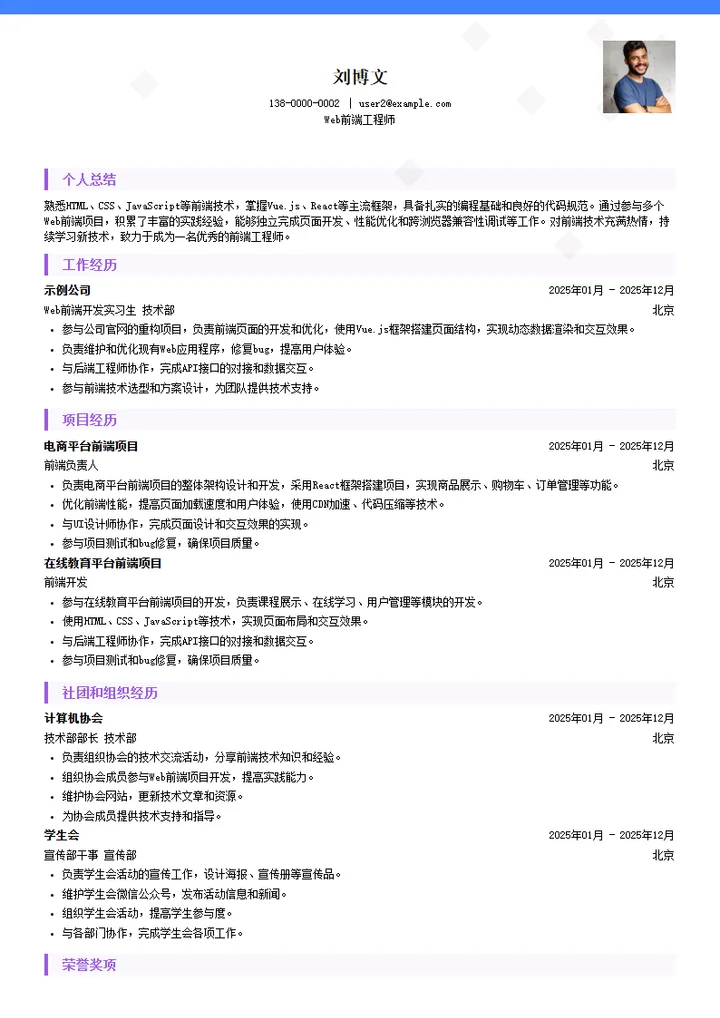 刘博文
138-0000-0002 | user2@example.com
Web前端工程师
个人总结
熟悉HTML、CSS、JavaScript等前端技术，掌握Vue.js、React等主流框架，具备扎实的编程基础和良好的代码规范。通过参与多个
Web前端项目，积累了丰富的实践经验，能够独立完成页面开发、性能优化和跨浏览器兼容性调试等工作。对前端技术充满热情，持
续学习新技术，致力于成为一名优秀的前端工程师。
工作经历
示创公司 2025年01月 - 2025年12月
Web前端开发实习生 技术部 北京
• 参与公司官网的重构项目，负责前端页面的开发和优化，使用Vue.js框架搭建页面结构，实现动态数据渲染和交互效果。
• 负责维护和优化现有Web应用程序，修复bug，提高用户体验。
• 与后端工程师协作，完成API接口的对接和数据交互。
• 参与前端技术选型和方案设计，为团队提供技术支持。
项目经历
电商平台前端项目 2025年01月 - 2025年12月
前端负责人 北京
• 负责电商平台前端项目的整体架构设计和开发，采用React框架搭建项目，实现商品展示、购物车、订单管理等功能。
• 优化前端性能，提高页面加载速度和用户体验，使用CDN加速、代码压缩等技术。
• 与UI设计师协作，完成页面设计和交互效果的实现。
• 参与项目测试和bug修复，确保项目质量。
在线教育平台前端项目 2025年01月 - 2025年12月
前端开发 北京
• 参与在线教育平台前端项目的开发，负责课程展示、在线学习、用户管理等模块的开发。
• 使用HTML、CSS、JavaScript等技术，实现页面布局和交互效果。
• 与后端工程师协作，完成API接口的对接和数据交互。
• 参与项目测试和bug修复，确保项目质量。
社团和组织经历
计算机协会 2025年01月 - 2025年12月
技术部部长 技术部 北京
• 负责组织协会的技术交流活动，分享前端技术知识和经验。
• 组织协会成员参与Web前端项目开发，提高实践能力。
• 维护协会网站，更新技术文章和资源。
• 为协会成员提供技术支持和指导。
学生会 2025年01月 - 2025年12月
宣传部干事 宣传部 北京
• 负责学生会活动的宣传工作，设计海报、宣传册等宣传品。
• 维护学生会微信公众号，发布活动信息和新闻。
• 组织学生会活动，提高学生参与度。
• 与各部门协作，完成学生会各项工作。
荣誉奖项